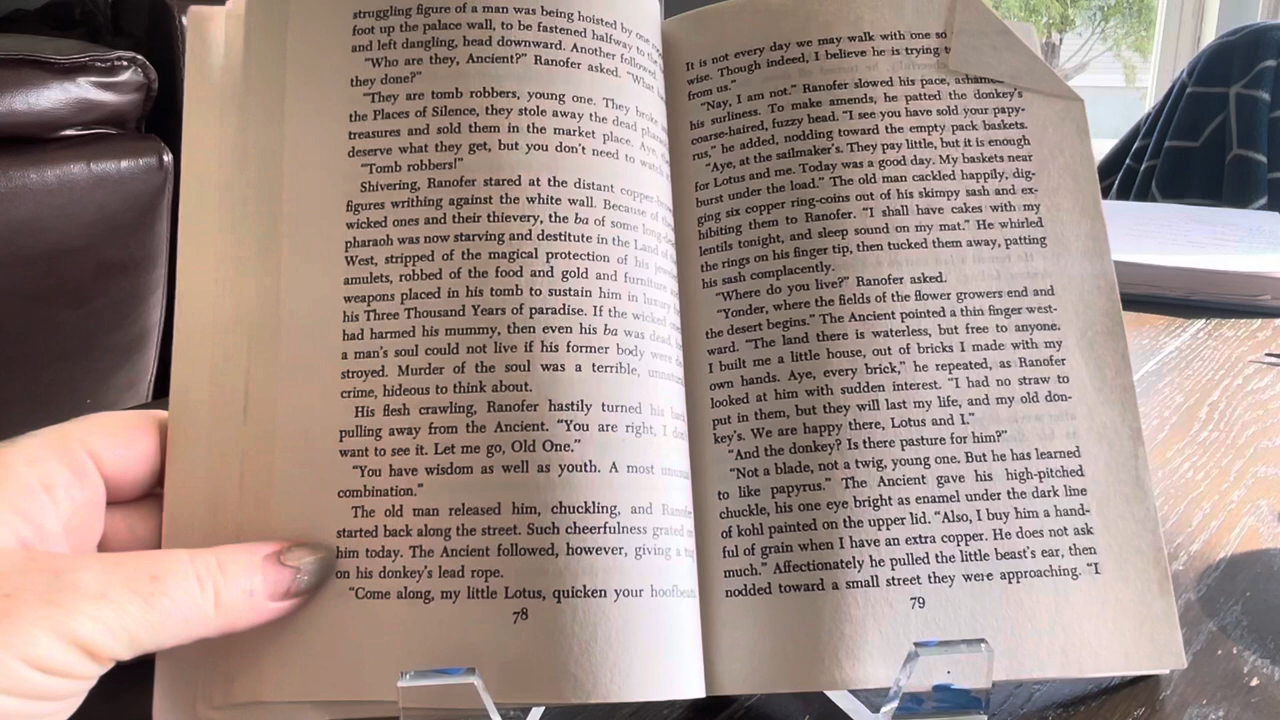 struggling figure of a man was being hoisted by one
foot up the palace wall, to be fastened halfway to the
and left dangling, head downward. Another followed.
"Who are they, Ancient?" Ranofer asked. "What
they done?"
"They are tomb robbers, young one. They broke
the Places of Silence, they stole away the dead
treasures and sold them in the market place. Aye,
deserve what they get, but you don't need to watch
"Tomb robbers!"
Shivering, Ranofer stared at the distant copper-
figures writhing against the white wall. Because of
wicked ones and their thievery, the ba of some long-
pharaoh was now starving and destitute in the Land of
West, stripped of the magical protection of his
amulets, robbed of the food and gold and furniture
weapons placed in his tomb to sustain him in luxury
his Three Thousand Years of paradise. If the wicked
had harmed his mummy, then even his ba was dead,
a man's soul could not live if his former body were
stroyed. Murder of the soul was a terrible,
crime, hideous to think about.
His flesh crawling, Ranofer hastily turned his
pulling away from the Ancient. "You are right, I
want to see it. Let me go, Old One."
"You have wisdom as well as youth. A most
combination."
The old man released him, chuckling, and Ranofer
started back along the street. Such cheerfulness grated
him today. The Ancient followed, however, giving a
on his donkey's lead rope.
"Come along, my little Lotus, quicken your hoofbeats
78
It is not every day we may walk with one so
wise. Though indeed, I believe he is trying
from us."
"Nay, I am not." Ranofer slowed his pace,
his surliness. To make amends, he patted the donkey's
coarse-haired, fuzzy head. "I see you have sold your papy-
rus," he added, nodding toward the empty pack baskets.
"Aye, at the sailmaker's. They pay little, but it is enough
for Lotus and me. Today was a good day. My baskets near
burst under the load." The old man cackled happily, dig-
ging six copper ring-coins out of his skimpy sash and ex-
hibiting them to Ranofer. "I shall have cakes with my
lentils tonight, and sleep sound on my mat." He whirled
the rings on his finger tip, then tucked them away, patting
his sash complacently.
"Where do you live?" Ranofer asked.
"Yonder, where the fields of the flower growers end and
the desert begins." The Ancient pointed a thin finger west-
ward. "The land there is waterless, but free to anyone.
I built me a little house, out of bricks I made with my
own hands. Aye, every brick," he repeated, as Ranofer
looked at him with sudden interest. "I had no straw to
put in them, but they will last my life, and my old don-
key's. We are happy there, Lotus and I."
"And the donkey? Is there pasture for him?"
"Not a blade, not a twig, young one. But he has learned
to like papyrus." The Ancient gave his high-pitched
chuckle, his one eye bright as enamel under the dark line
of kohl painted on the upper lid. "Also, I buy him a hand-
ful of grain when I have an extra copper. He does not ask
much." Affectionately he pulled the little beast's ear, then
nodded toward a small street they were approaching. "I
79